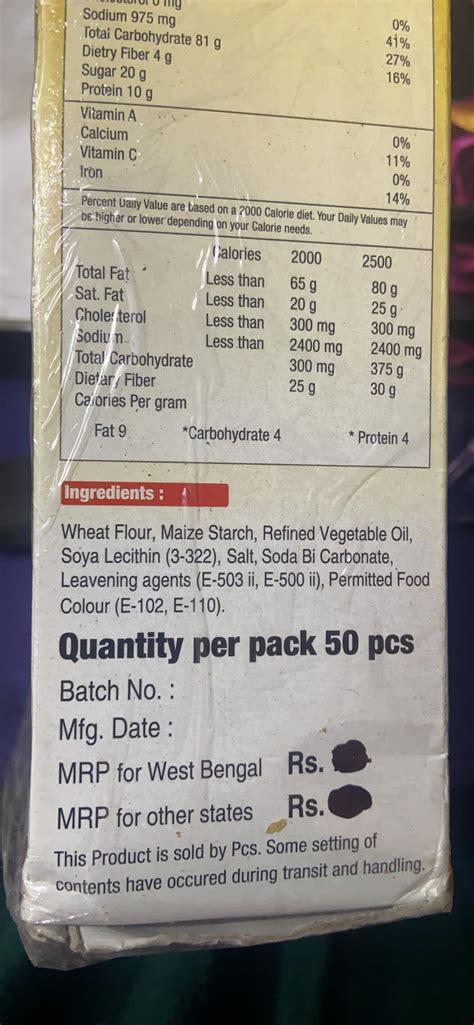 0 mg
Sodium 975 mg 0%
Total Carbohydrate 81 g 41%
Dietry Fiber 4 g 27%
Sugar 20 g 16%
Protein 10 g
Vitamin A 0%
Calcium 11%
Vitamin C 0%
Iron 14%
Percent Daily Value are based on a 2000 Calorie diet. Your Daily Values may
be higher or lower depending on your Calorie needs.
Calories 2000 2500
Total Fat Less than 65 g 80 g
Sat. Fat Less than 20 g 25 g
Cholesterol Less than 300 mg 300 mg
Sodium Less than 2400 mg 2400 mg
Total Carbohydrate 300 mg 375 g
Dietary Fiber 25 g 30 g
Calories Per gram
Fat 9 *Carbohydrate 4 * Protein 4
Ingredients :
Wheat Flour, Maize Starch, Refined Vegetable Oil,
Soya Lecithin (3-322), Salt, Soda Bi Carbonate,
Leavening agents (E-503 ii, E-500 ii), Permitted Food
Colour (E-102, E-110).
Quantity per pack 50 pcs
Batch No. :
Mfg. Date :
MRP for West Bengal Rs.
MRP for other states Rs.
This Product is sold by Pcs. Some setting of
contents have occured during transit and handling.